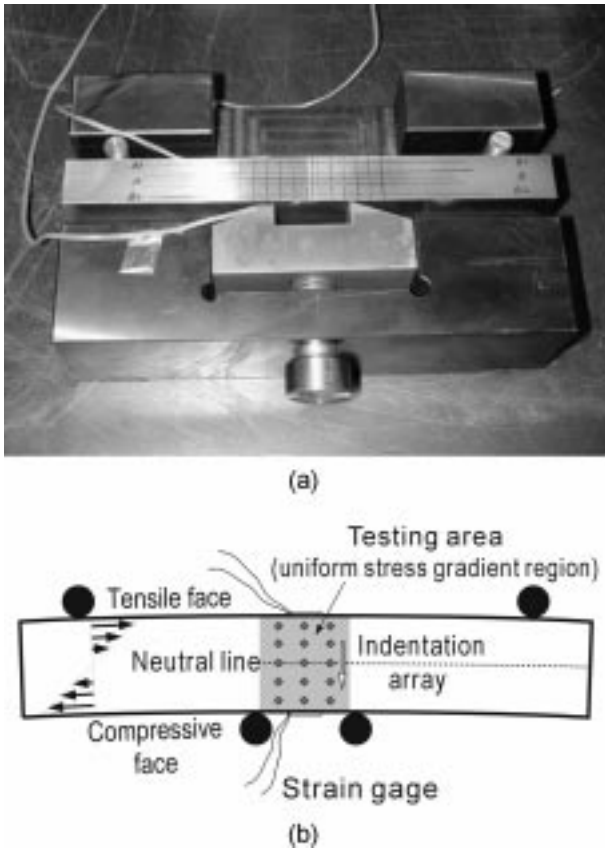 (a)
Testing area
(uniform stress gradient region)
Tensile face
Neutral line
Indentation
array
Compressive
face
Strain gage
(b)